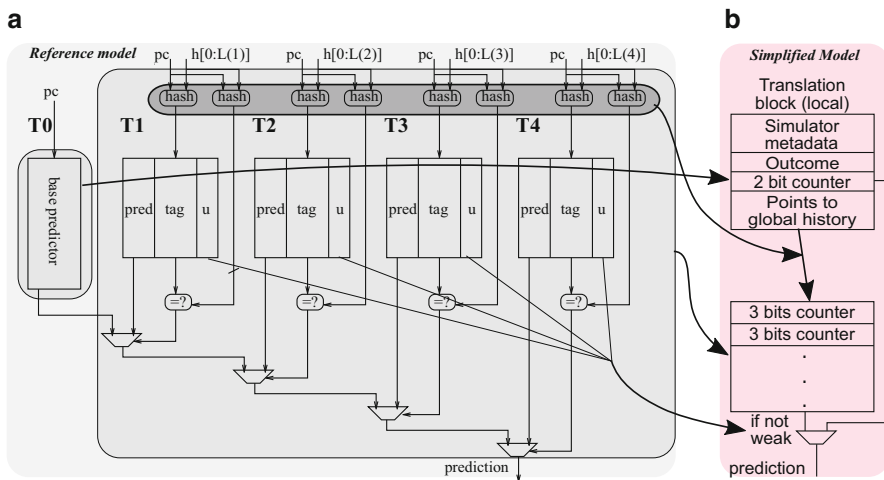 a
b
Reference model
pc h[0:L(1)] pc h[0:L(2)] pc h[0:L(3)] pc h[0:L(4)]
hash hash hash hash hash hash hash hash
pc
T0 T1 T2 T3 T4
base predictor
pred tag u pred tag u pred tag u pred tag u
=? =? =? =?
prediction
Simplified Model
Translation
block (local)
Simulator
metadata
Outcome
2 bit counter
Points to
global history
3 bits counter
3 bits counter
.
.
.
if not
weak
prediction